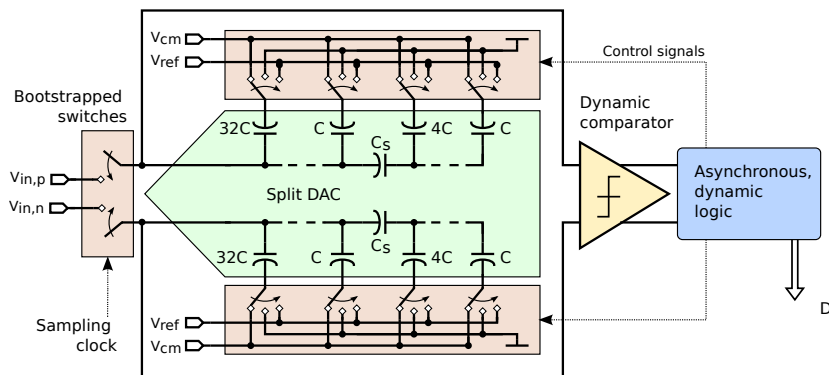 Vcm
Vref
Control signals
Bootstrapped
switches
32C
C
4C
C
Cs
Dynamic
comparator
Vin,p
Vin,n
Split DAC
Asynchronous,
dynamic
logic
Cs
32C
C
4C
C
Sampling
clock
Vref
Vcm
D